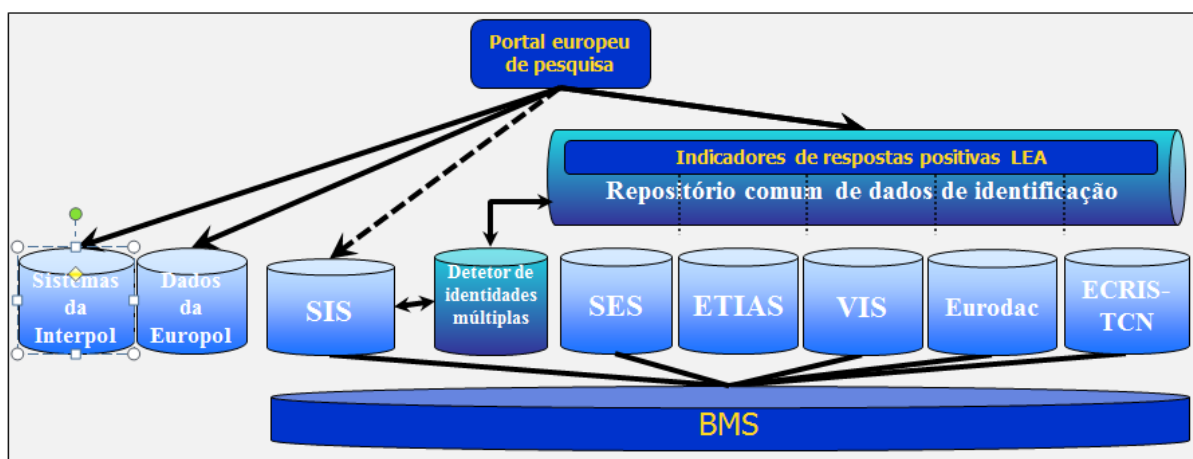 Portal europeu
de pesquisa
Indicadores de respostas positivas LEA
Repositório comum de dados de identificação
Sistemas
da
Interpol
Dados
da
Europol
SIS
Detetor de
identidades
múltiplas
SES
ETIAS
VIS
Eurodac
ECRIS-
TCN
BMS